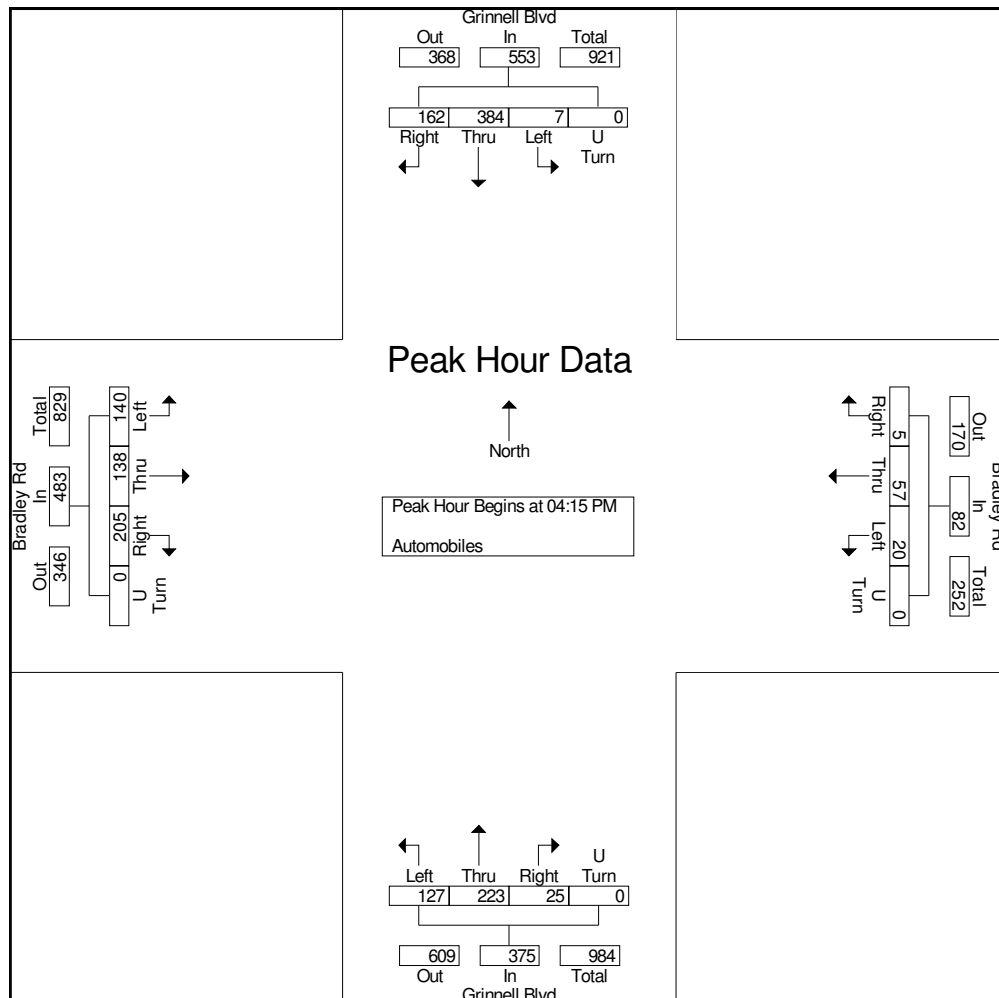 Grinnell Blvd
Out In Total
368 553 921
162 384 7 0
Right Thru Left U
Turn
Peak Hour Data
North
Peak Hour Begins at 04:15 PM
Automobiles
Bradley Rd
Total In Out
829 483 346
140 138 205 0
Left Thru Right U
Turn
Bradley Rd
Out In Total
170 82 252
5 57 20 0
Right Thru Left U
Turn
U
Left Thru Right Turn
127 223 25 0
609 375 984
Out In Total
Grinnell Blvd